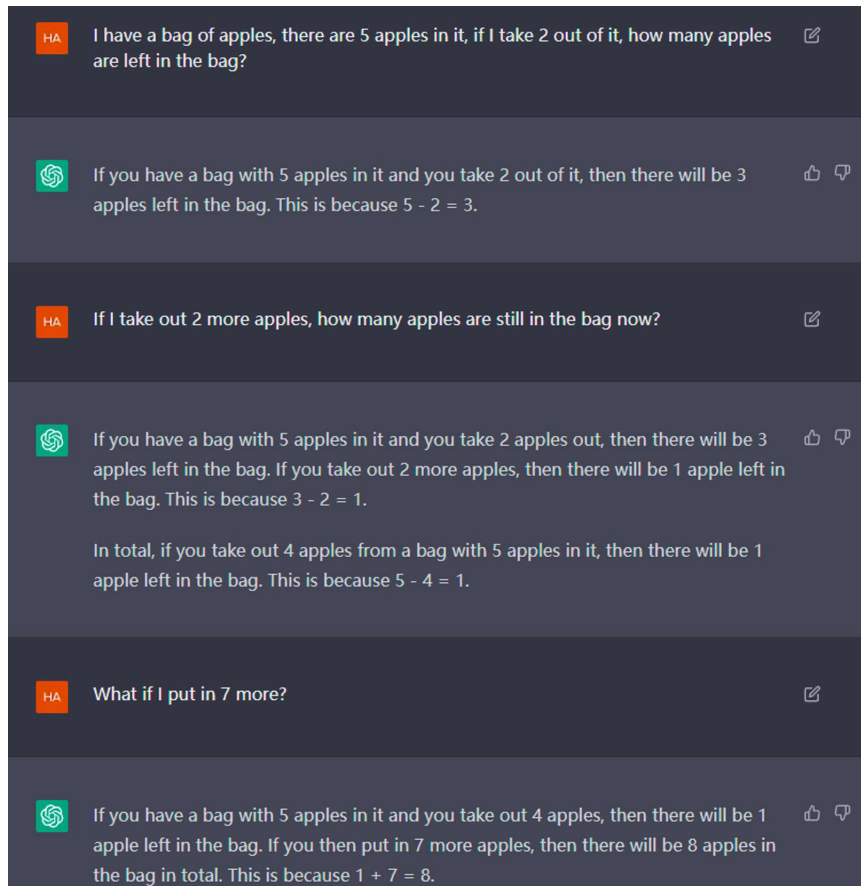 HA
I have a bag of apples, there are 5 apples in it, if I take 2 out of it, how many apples
are left in the bag?
If you have a bag with 5 apples in it and you take 2 out of it, then there will be 3
apples left in the bag. This is because 5 - 2 = 3.
HA
If I take out 2 more apples, how many apples are still in the bag now?
If you have a bag with 5 apples in it and you take 2 apples out, then there will be 3
apples left in the bag. If you take out 2 more apples, then there will be 1 apple left in
the bag. This is because 3 - 2 = 1.
In total, if you take out 4 apples from a bag with 5 apples in it, then there will be 1
apple left in the bag. This is because 5 - 4 = 1.
HA
What if I put in 7 more?
If you have a bag with 5 apples in it and you take out 4 apples, then there will be 1
apple left in the bag. If you then put in 7 more apples, then there will be 8 apples in
the bag in total. This is because 1 + 7 = 8.